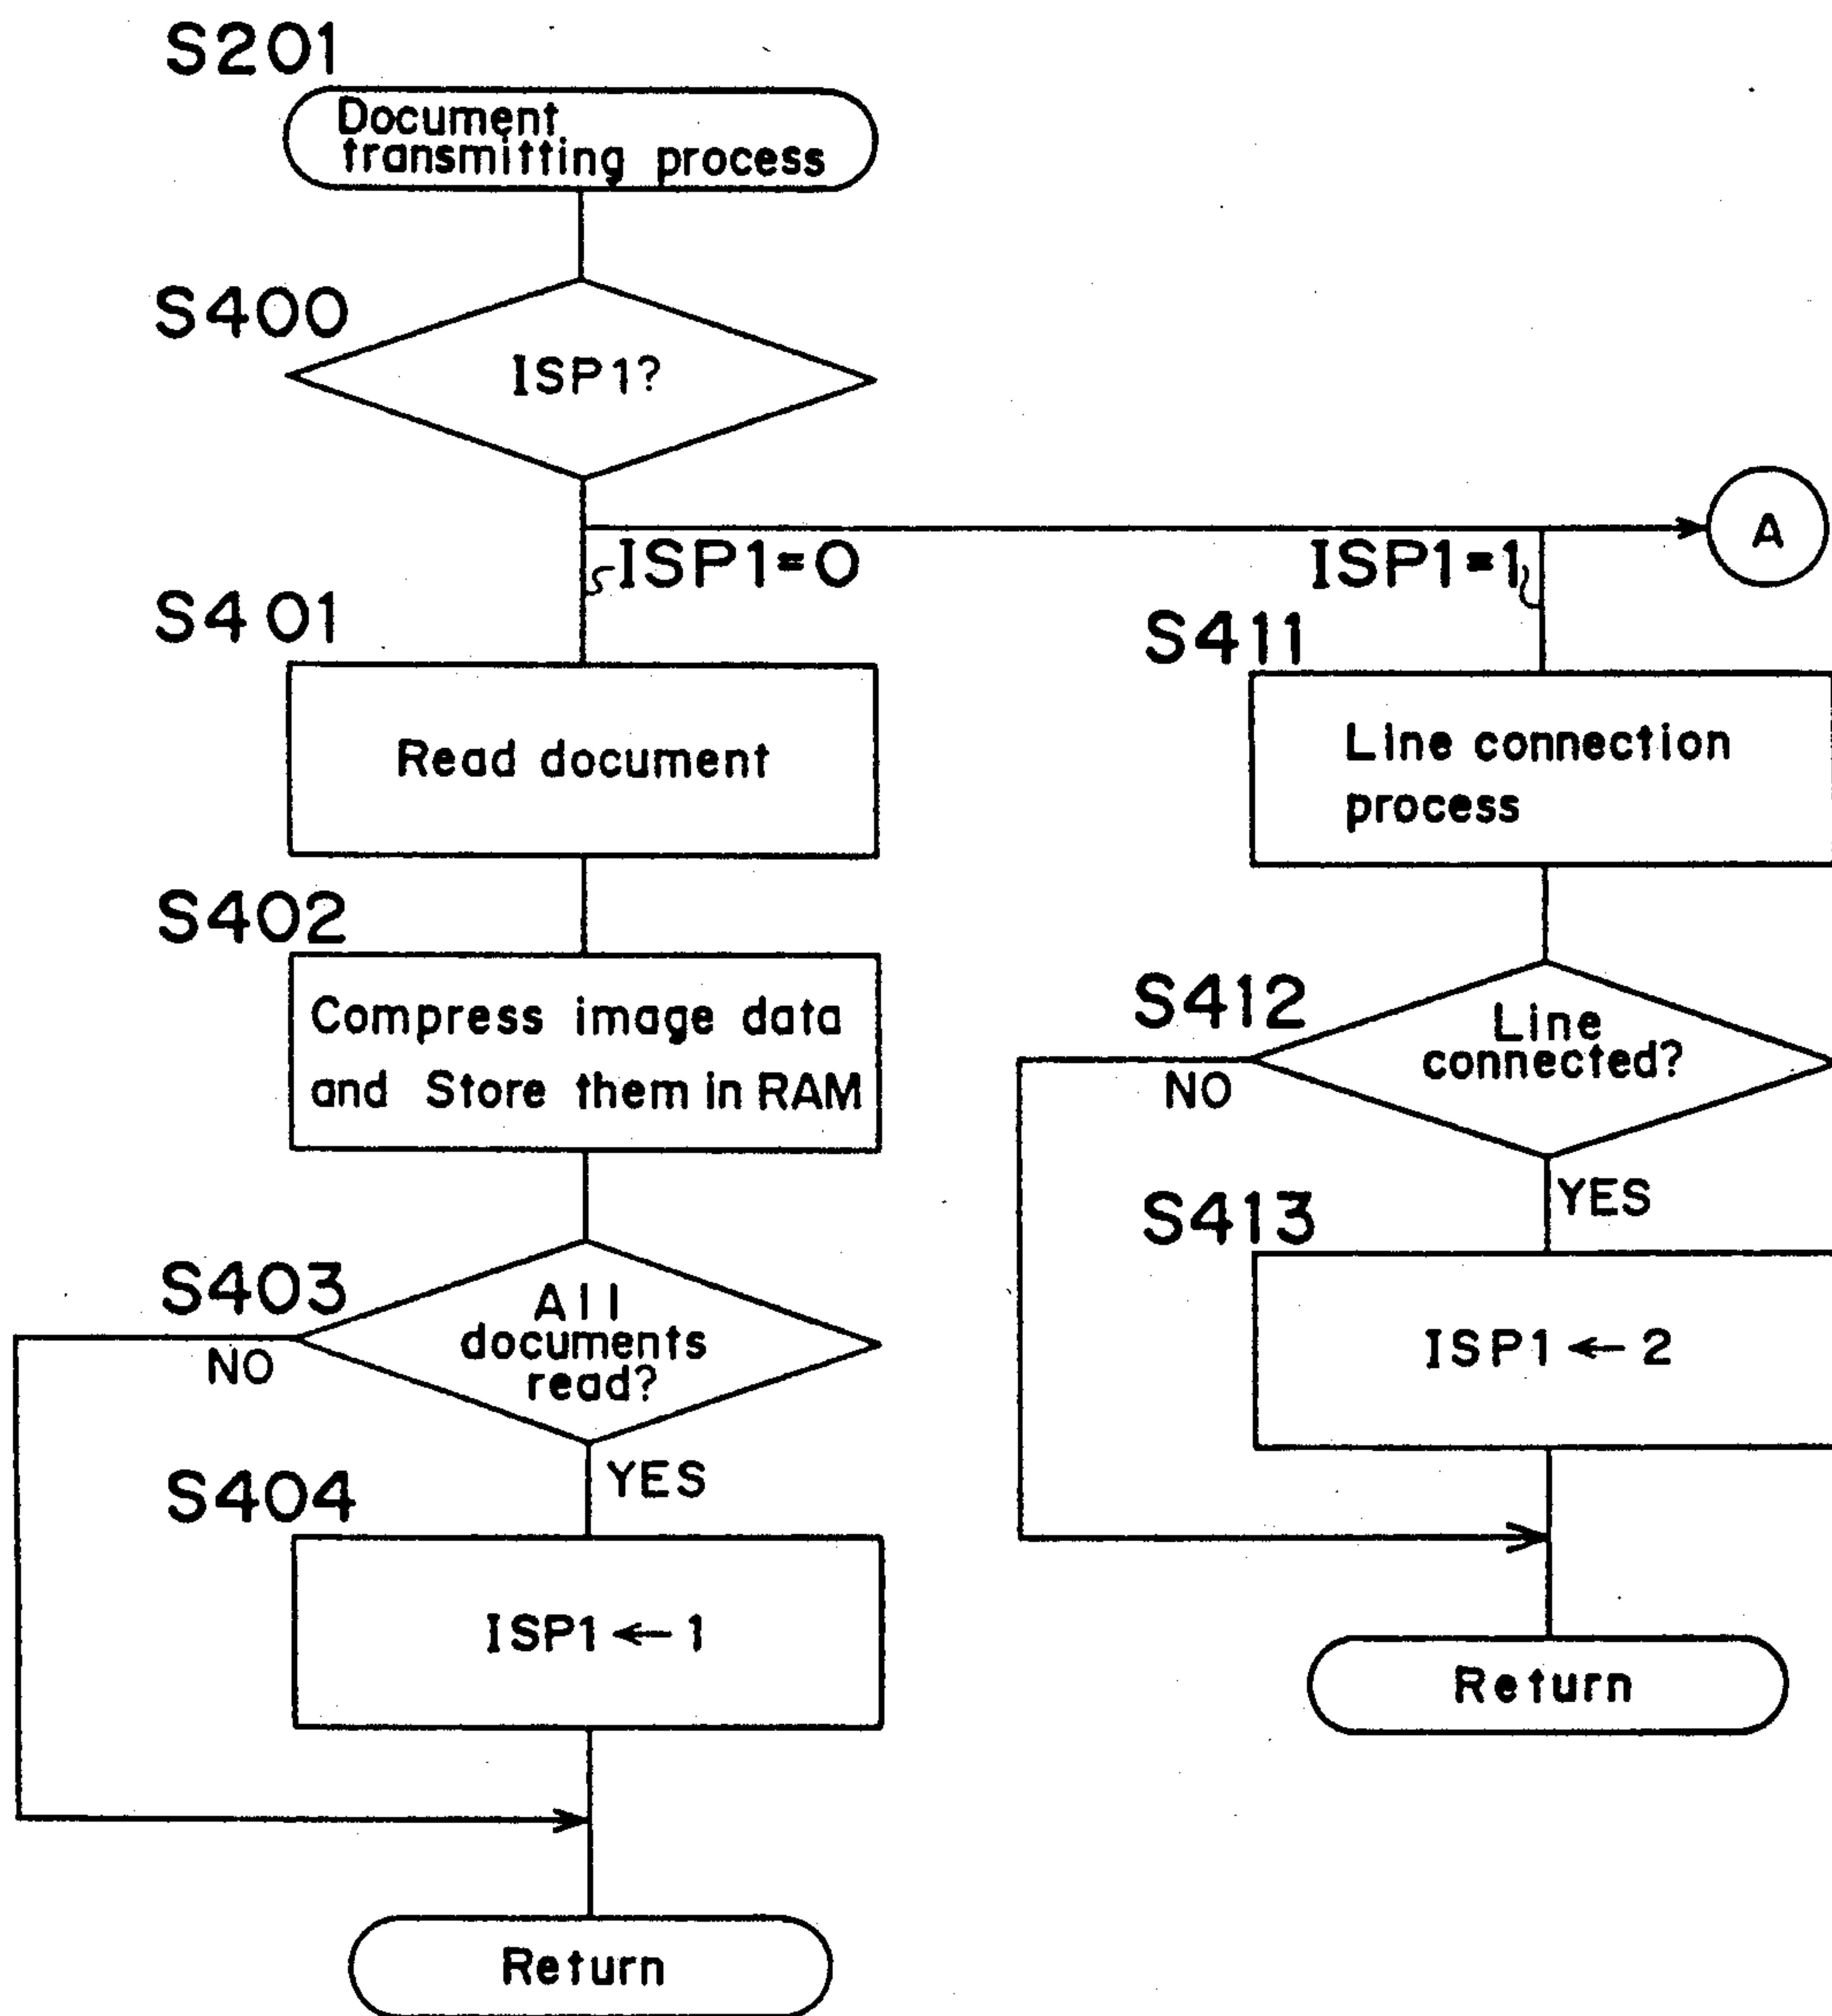 S201
Document
transmitting process
S400
ISP1?
A
ISP1=0
ISP1=1
S401
Read document
S402
Compress image data
and Store them in RAM
S403
All
documents
read?
NO
YES
S404
ISP1←1
Return
S411
Line connection
process
S412
Line
connected?
NO
YES
S413
ISP1←2
Return